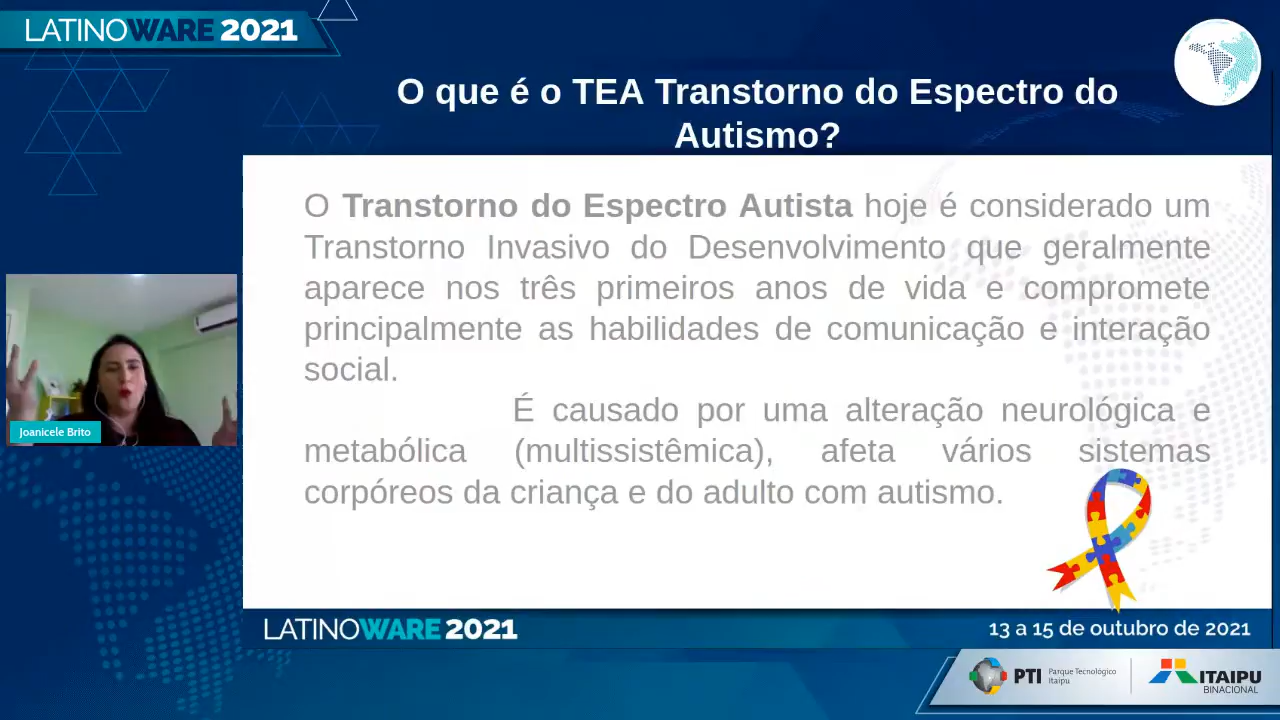 LATINOWARE 2021
O que é o TEA Transtorno do Espectro do
Autismo?
O Transtorno do Espectro Autista hoje é considerado um
Transtorno Invasivo do Desenvolvimento que geralmente
aparece nos três primeiros anos de vida e compromete
principalmente as habilidades de comunicação e interação
social.
É causado por uma alteração neurológica e
metabólica (multissistêmica), afeta vários sistemas
corpóreos da criança e do adulto com autismo.
Joanicele Brito
LATINOWARE 2021
13 a 15 de outubro de 2021
PTI
Parque Tecnológico
Itaipu
ITAIPU
BINACIONAL